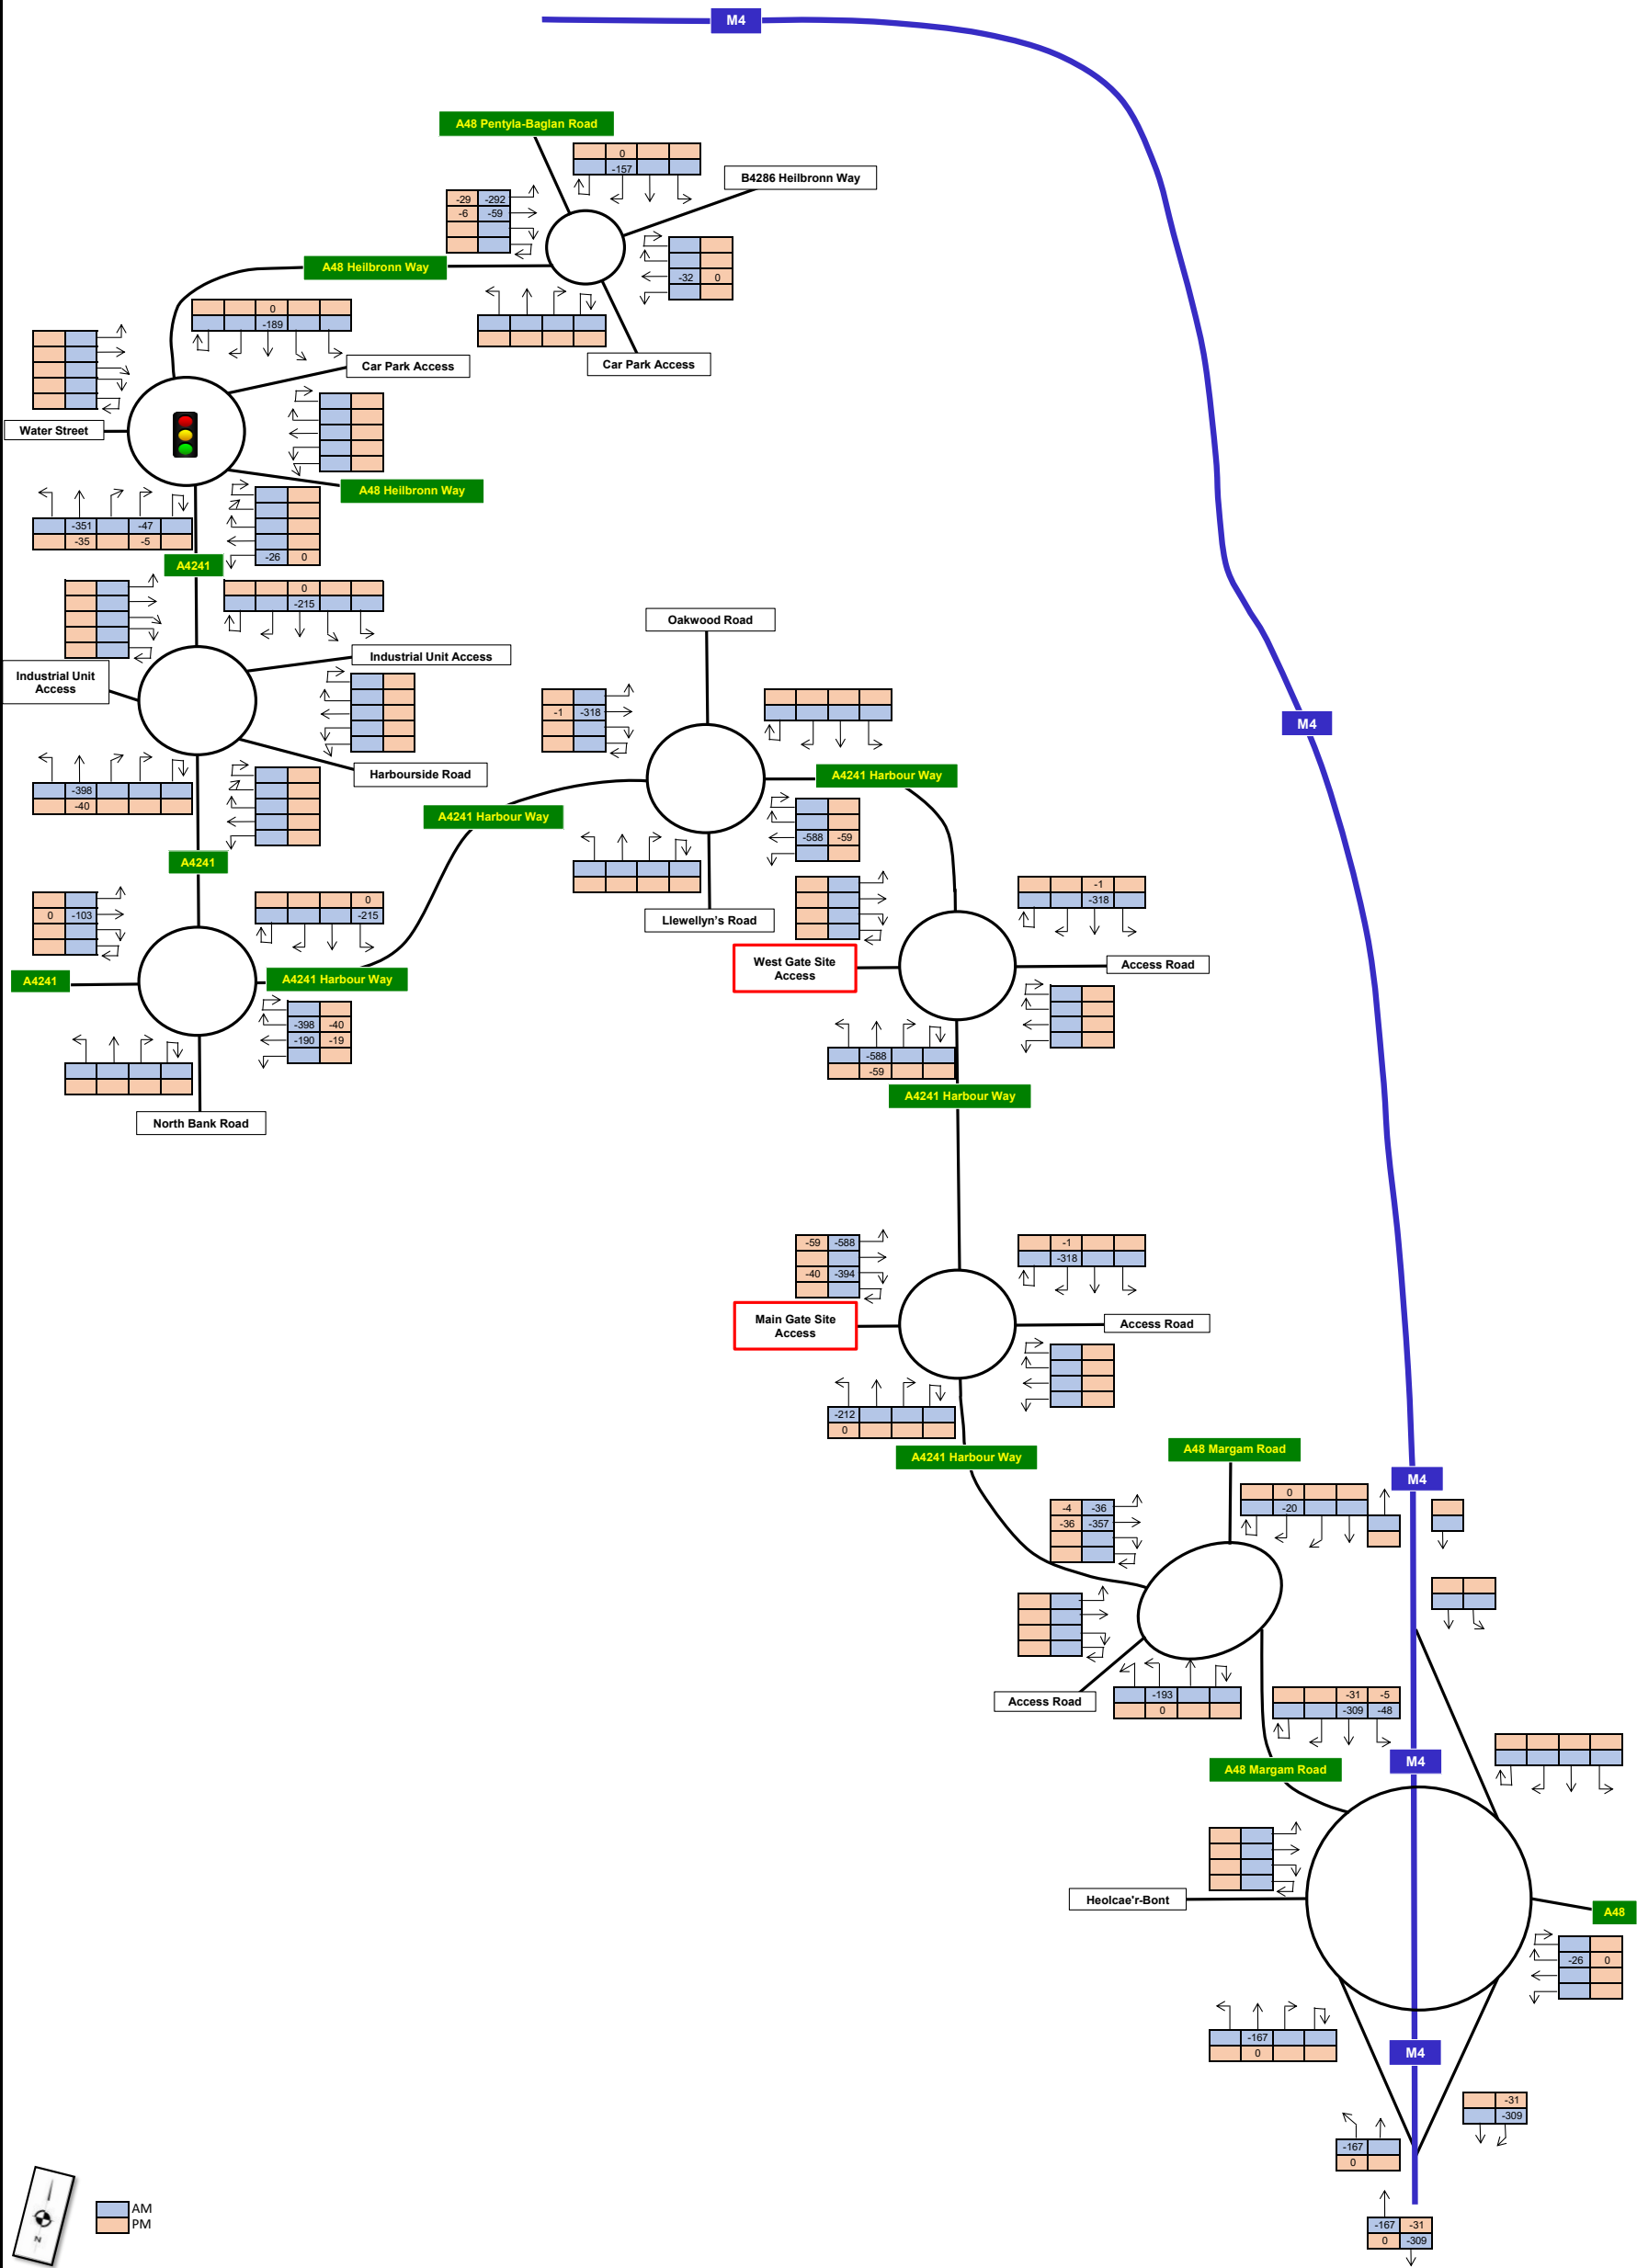 M4
A48 Pentyla-Baglan Road
0
-157
B4286 Heilbronn Way
-29 -292
-6 -59
A48 Heilbronn Way
-32 0
0
-189
Car Park Access
Car Park Access
Water Street
A48 Heilbronn Way
-351 -47
-35 -5
-26 0
A4241
0
-215
Oakwood Road
Industrial Unit Access
Industrial Unit
Access
-1 -318
Harbourside Road
A4241 Harbour Way
M4
-398
-40
A4241 Harbour Way
-588 -59
A4241
Llewellyn's Road
0 -103
0
-215
-1
-318
West Gate Site
Access
Access Road
A4241
A4241 Harbour Way
-398 -40
-190 -19
-588
-59
A4241 Harbour Way
North Bank Road
-59 -588
-40 -394
-1
-318
Main Gate Site
Access
Access Road
-212
0
A4241 Harbour Way
A48 Margam Road
M4
-4 -36
-36 -357
0
-20
Access Road
-193
0
-31 -5
-309 -48
A48 Margam Road
M4
Heolcae'r-Bont
A48
-26 0
-167
0
M4
-31
-309
-167
0
AM
PM
N
-167 -31
0 -309